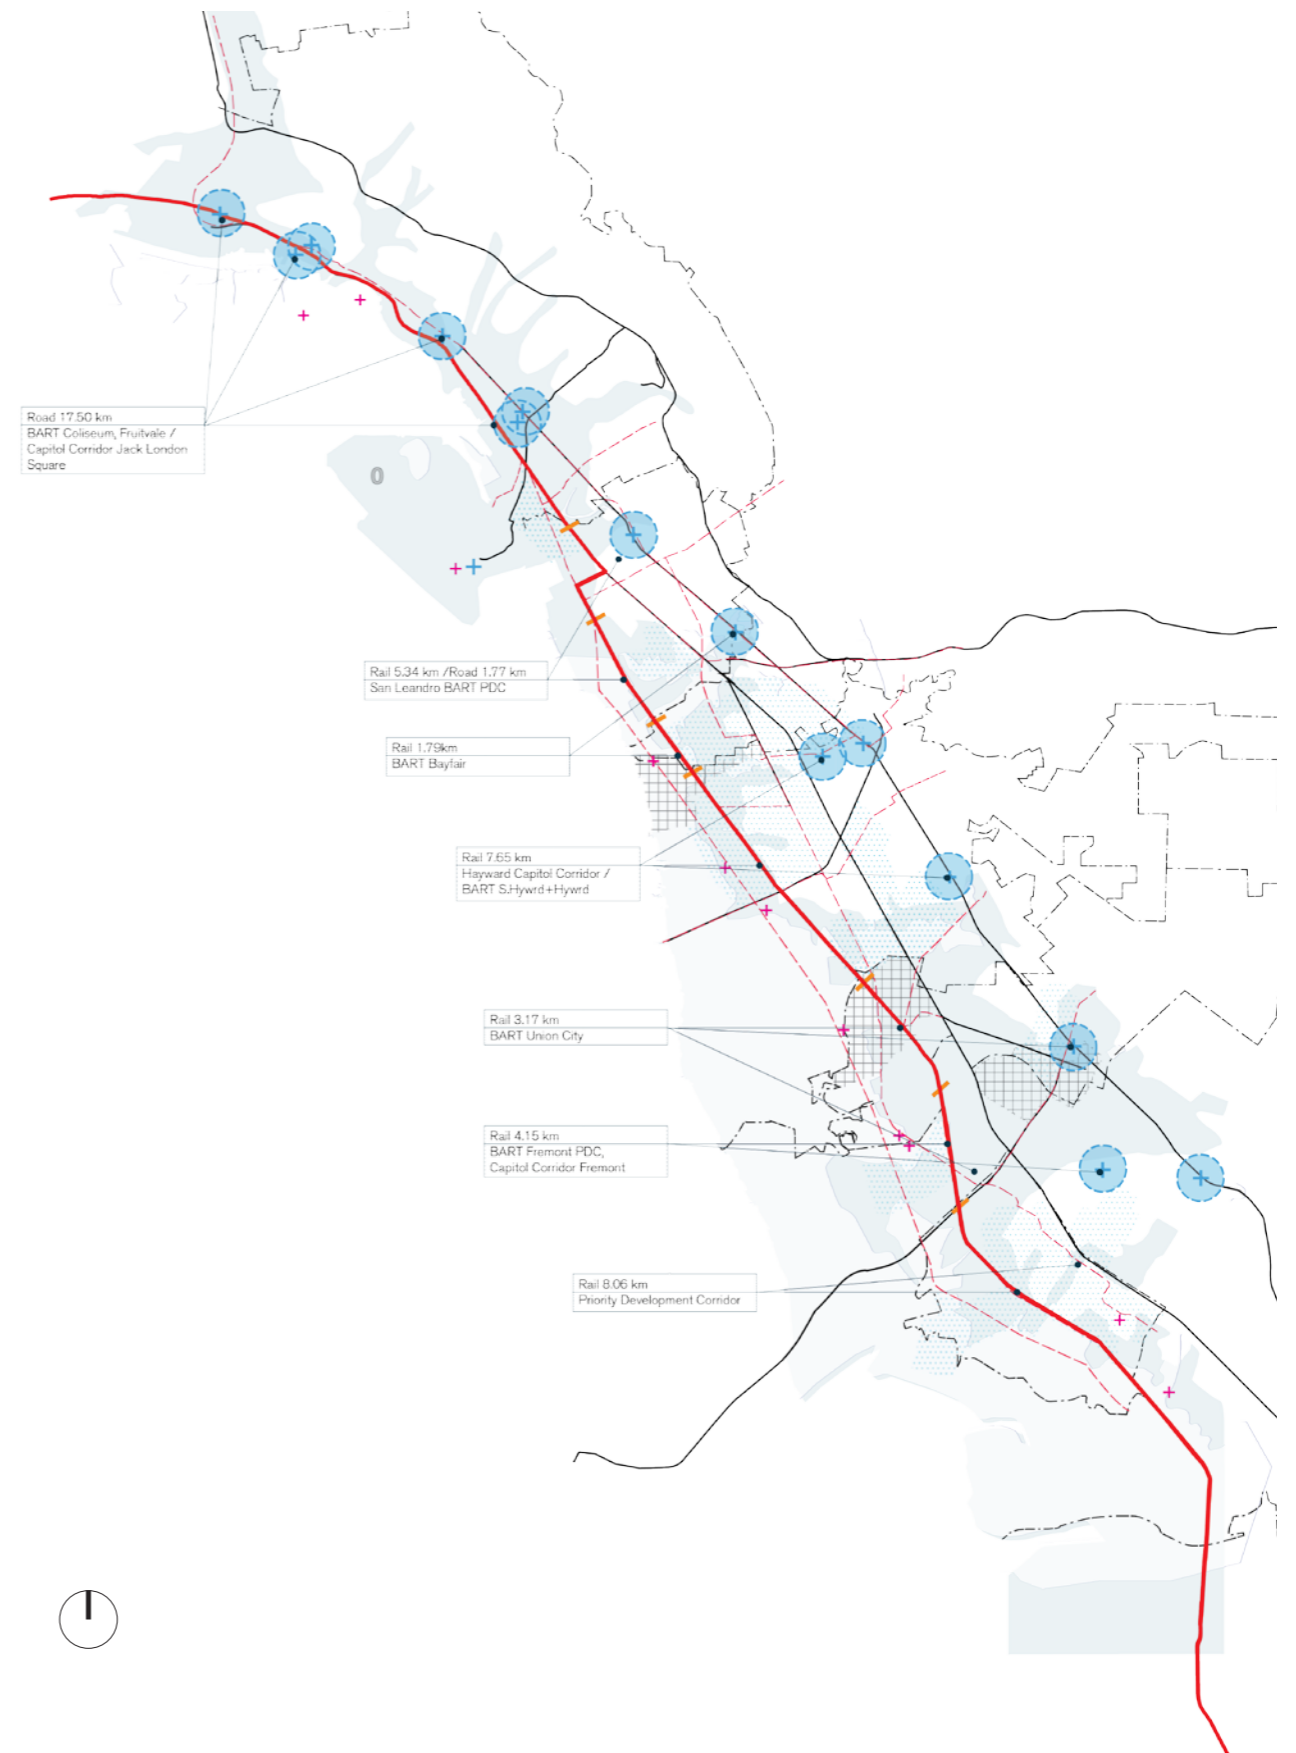 Road 17.50 km
BART Coliseum, Fruitvale /
Capitol Corridor Jack London
Square
0
Rail 5.34 km /Road 1.77 km
San Leandro BART PDC
Rail 1.79km
BART Bayfair
Rail 7.65 km
Hayward Capitol Corridor /
BART S.Hywrd+Hywrd
Rail 3.17 km
BART Union City
Rail 4.15 km
BART Fremont PDC,
Capitol Corridor Fremont
Rail 8.06 km
Priority Development Corridor